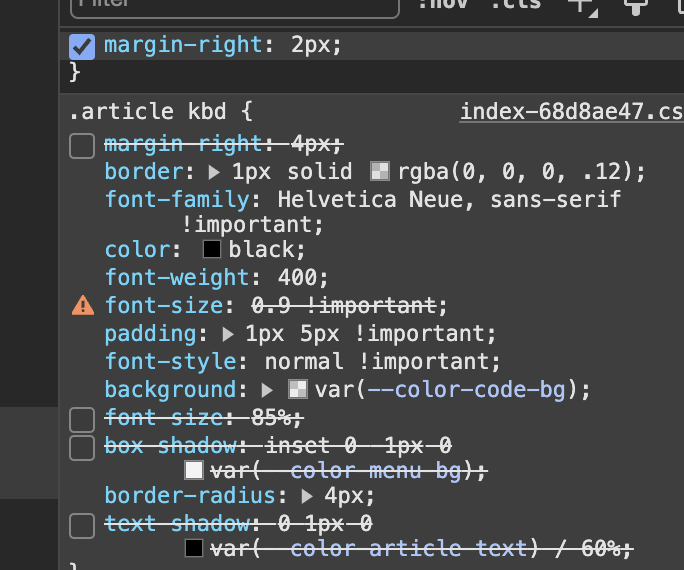 Filter :hov .cls
margin-right: 2px;
}
.article kbd { index-68d8ae47.cs
margin-right: 4px;
border: 1px solid rgba(0, 0, 0, .12);
font-family: Helvetica Neue, sans-serif
!important;
color: black;
font-weight: 400;
font-size: 0.9 !important;
padding: 1px 5px !important;
font-style: normal !important;
background: var(--color-code-bg);
font-size: 85%;
box-shadow: inset 0 -1px 0
var(--color-menu-bg);
border-radius: 4px;
text-shadow: 0 1px 0
var(--color-article-text) / 60%;
}